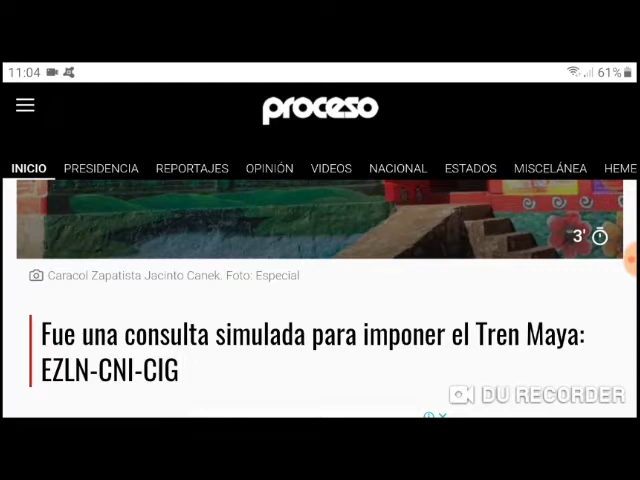 11:04
61%
proceso
INICIO PRESIDENCIA REPORTAJES OPINIÓN VIDEOS NACIONAL ESTADOS MISCELÁNEA HEME
3'
Caracol Zapatista Jacinto Canek. Foto: Especial
Fue una consulta simulada para imponer el Tren Maya:
EZLN-CNI-CIG
DU RECORDER